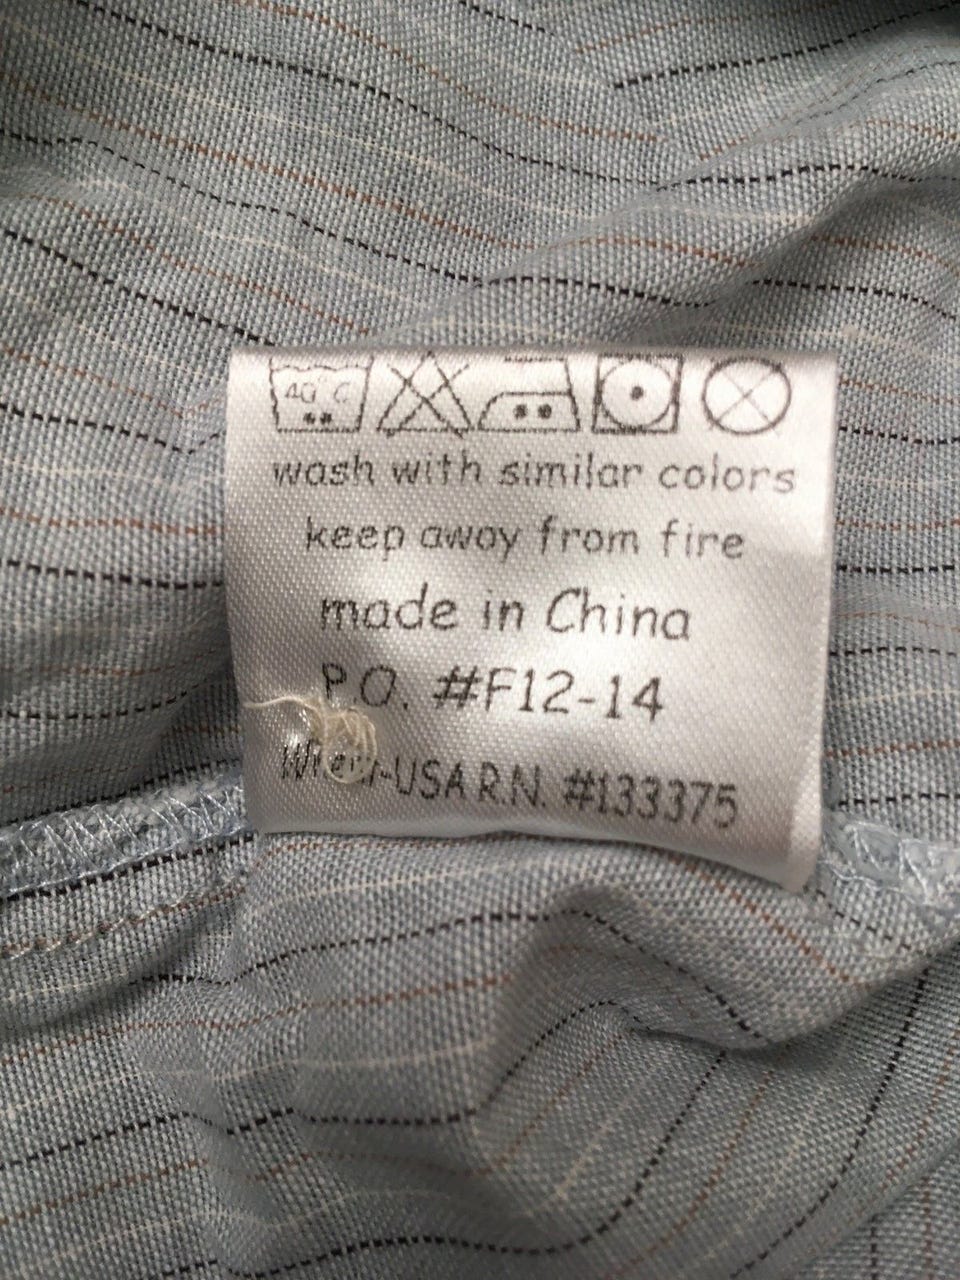 40°C
wash with similar colors
keep away from fire
made in China
P.O. #F12-14
-USA R.N. #133375